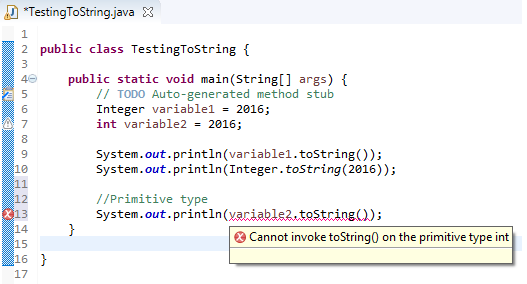 *TestingToString.java
1
2 public class TestingToString {
3
4 public static void main(String[] args) {
5 // TODO Auto-generated method stub
6 Integer variable1 = 2016;
7 int variable2 = 2016;
8
9 System.out.println(variable1.toString());
10 System.out.println(Integer.toString(2016));
11
12 //Primitive type
13 System.out.println(variable2.toString());
14 }
15
16 }
17
Cannot invoke toString() on the primitive type int